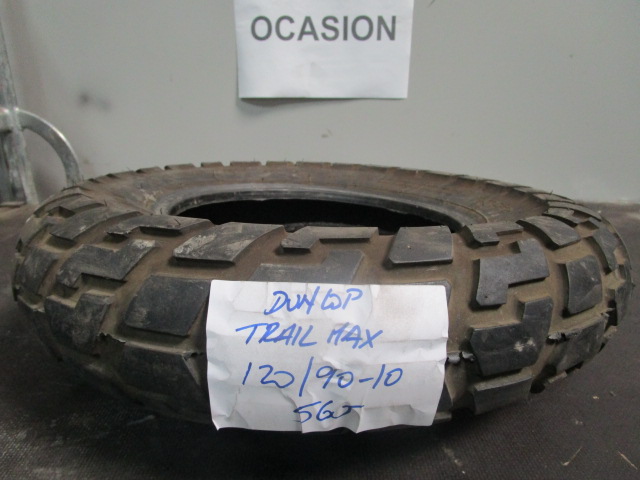 OCASION
DUNLOP
TRAIL MAX
120/90-10
56J